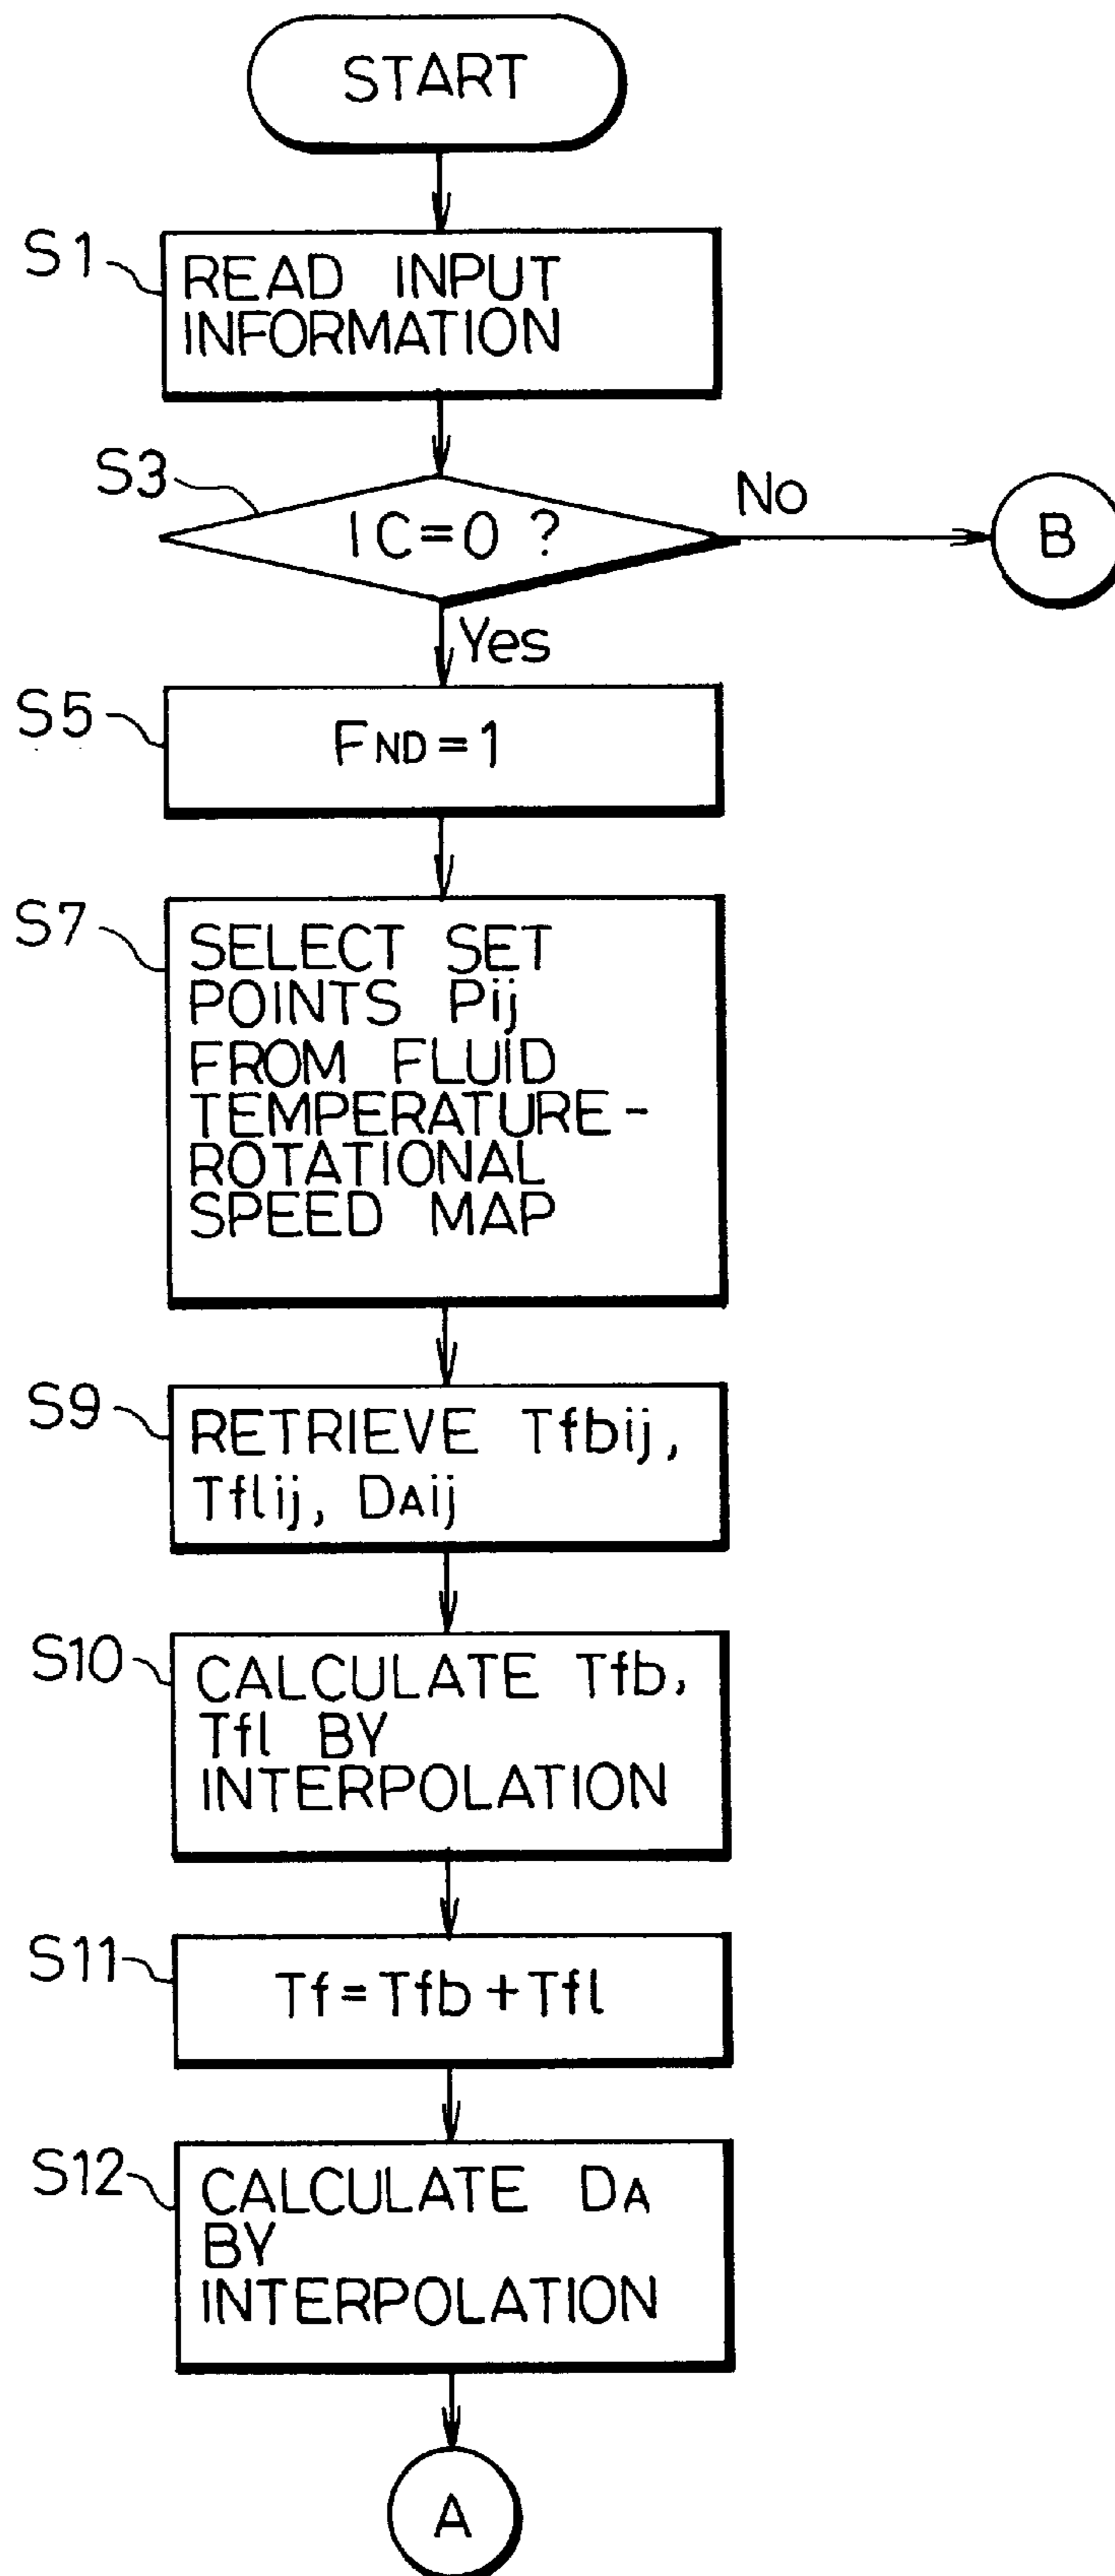 START
S1
READ INPUT
INFORMATION
S3
IC=0 ?
No
B
Yes
S5
FND=1
S7
SELECT SET
POINTS Pij
FROM FLUID
TEMPERATURE-
ROTATIONAL
SPEED MAP
S9
RETRIEVE Tfbij,
Tflij, DAij
S10
CALCULATE Tfb,
Tfl BY
INTERPOLATION
S11
Tf=Tfb+Tfl
S12
CALCULATE DA
BY
INTERPOLATION
A